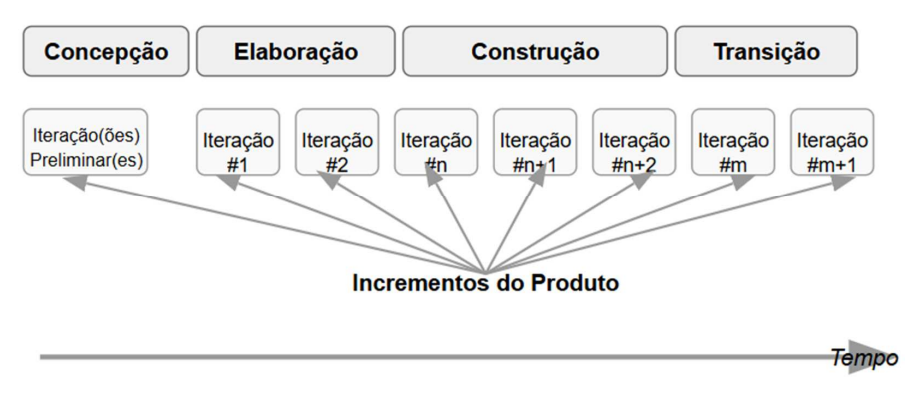 Concepção
Elaboração
Construção
Transição
Iteração(ões)
Preliminar(es)
Iteração
#1
Iteração
#2
Iteração
#n
Iteração
#n+1
Iteração
#n+2
Iteração
#m
Iteração
#m+1
Incrementos do Produto
Tempo